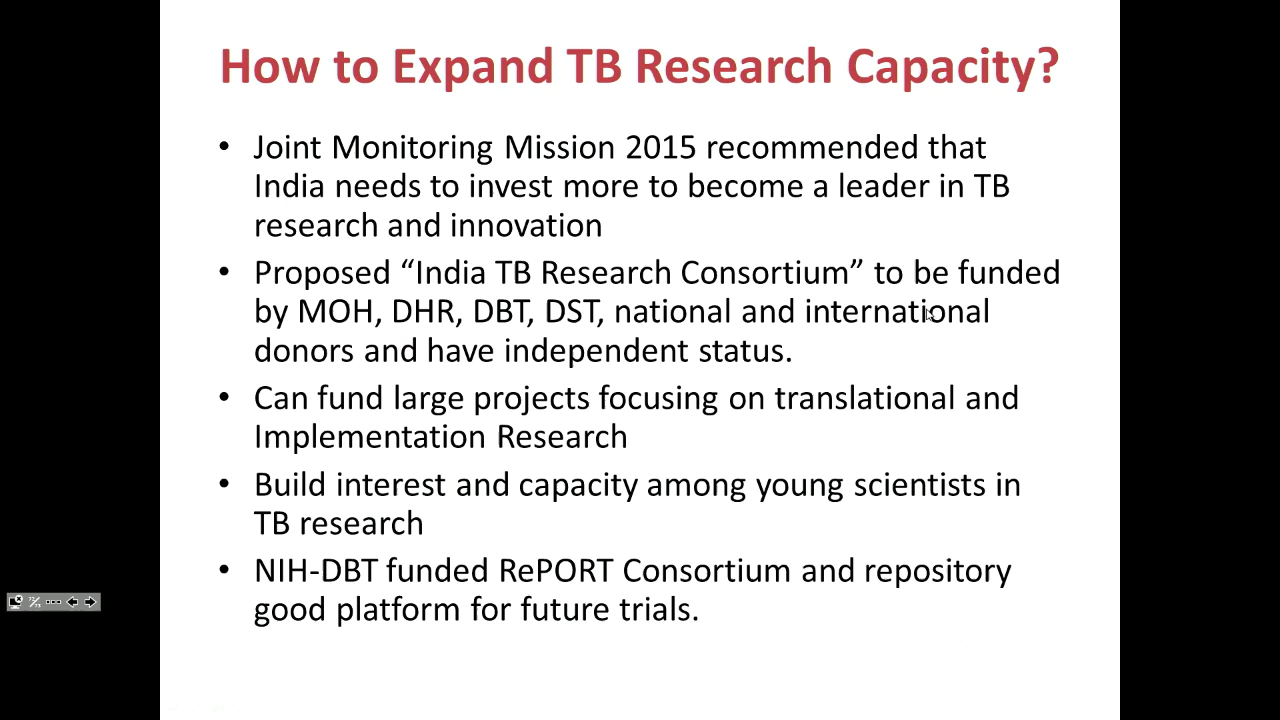 How to Expand TB Research Capacity?
• Joint Monitoring Mission 2015 recommended that
India needs to invest more to become a leader in TB
research and innovation
• Proposed “India TB Research Consortium” to be funded
by MOH, DHR, DBT, DST, national and international
donors and have independent status.
• Can fund large projects focusing on translational and
Implementation Research
• Build interest and capacity among young scientists in
TB research
• NIH-DBT funded RePORT Consortium and repository
good platform for future trials.